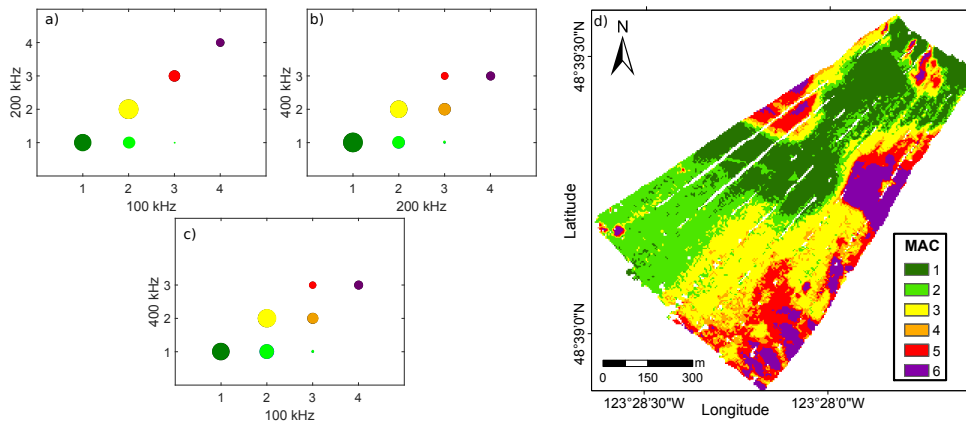 a)
4
3
2
1
200 kHz
1 2 3 4
100 kHz
b)
3
2
1
400 kHz
1 2 3 4
200 kHz
c)
3
2
1
400 kHz
1 2 3 4
100 kHz
d)
N
48°39'30"N
48°39'0"N
Latitude
MAC
1
2
3
4
5
6
0 150 300 m
123°28'30"W 123°28'0"W
Longitude